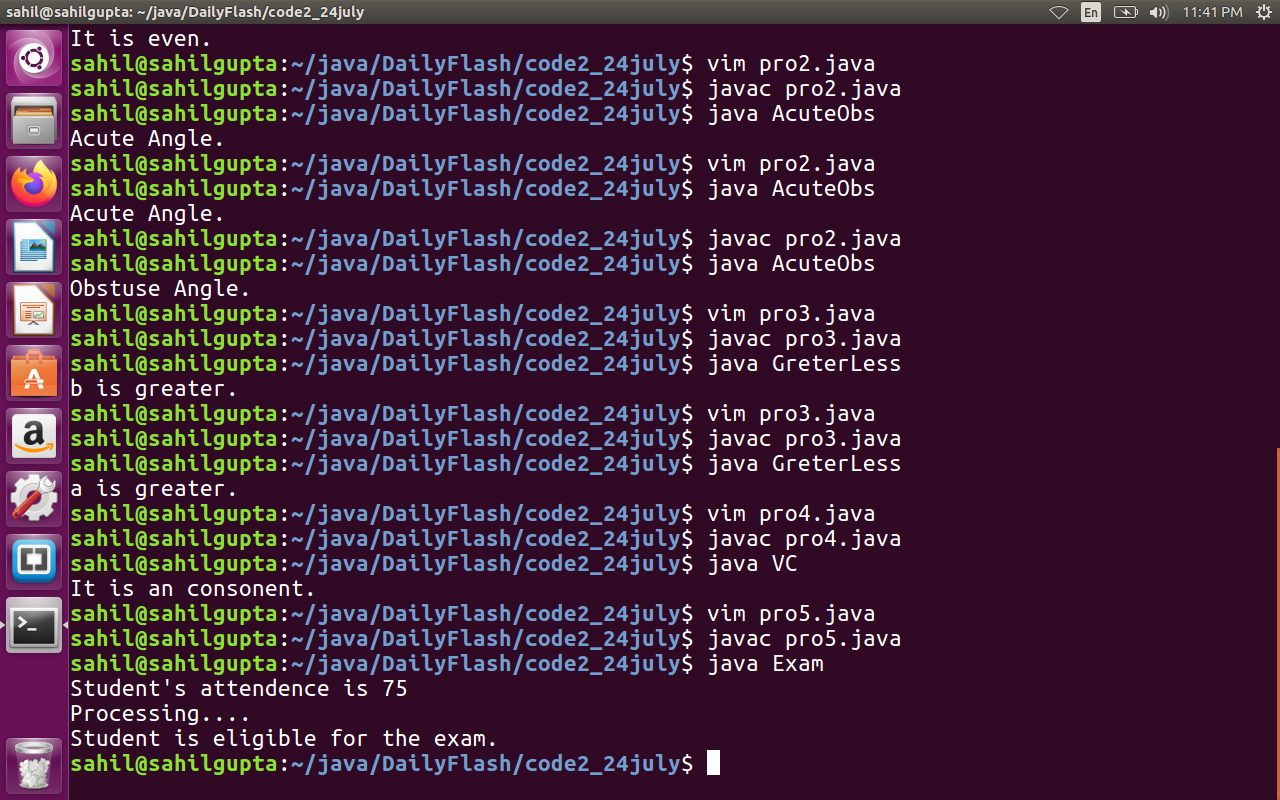 sahil@sahilgupta: ~/java/DailyFlash/code2_24july En 11:41 PM
It is even.
sahil@sahilgupta:~/java/DailyFlash/code2_24july$ vim pro2.java
sahil@sahilgupta:~/java/DailyFlash/code2_24july$ javac pro2.java
sahil@sahilgupta:~/java/DailyFlash/code2_24july$ java AcuteObs
Acute Angle.
sahil@sahilgupta:~/java/DailyFlash/code2_24july$ vim pro2.java
sahil@sahilgupta:~/java/DailyFlash/code2_24july$ java AcuteObs
Acute Angle.
sahil@sahilgupta:~/java/DailyFlash/code2_24july$ javac pro2.java
sahil@sahilgupta:~/java/DailyFlash/code2_24july$ java AcuteObs
Obstuse Angle.
sahil@sahilgupta:~/java/DailyFlash/code2_24july$ vim pro3.java
sahil@sahilgupta:~/java/DailyFlash/code2_24july$ javac pro3.java
sahil@sahilgupta:~/java/DailyFlash/code2_24july$ java GreterLess
b is greater.
sahil@sahilgupta:~/java/DailyFlash/code2_24july$ vim pro3.java
sahil@sahilgupta:~/java/DailyFlash/code2_24july$ javac pro3.java
sahil@sahilgupta:~/java/DailyFlash/code2_24july$ java GreterLess
a is greater.
sahil@sahilgupta:~/java/DailyFlash/code2_24july$ vim pro4.java
sahil@sahilgupta:~/java/DailyFlash/code2_24july$ javac pro4.java
sahil@sahilgupta:~/java/DailyFlash/code2_24july$ java VC
It is an consonent.
sahil@sahilgupta:~/java/DailyFlash/code2_24july$ vim pro5.java
sahil@sahilgupta:~/java/DailyFlash/code2_24july$ javac pro5.java
sahil@sahilgupta:~/java/DailyFlash/code2_24july$ java Exam
Student's attendence is 75
Processing....
Student is eligible for the exam.
sahil@sahilgupta:~/java/DailyFlash/code2_24july$